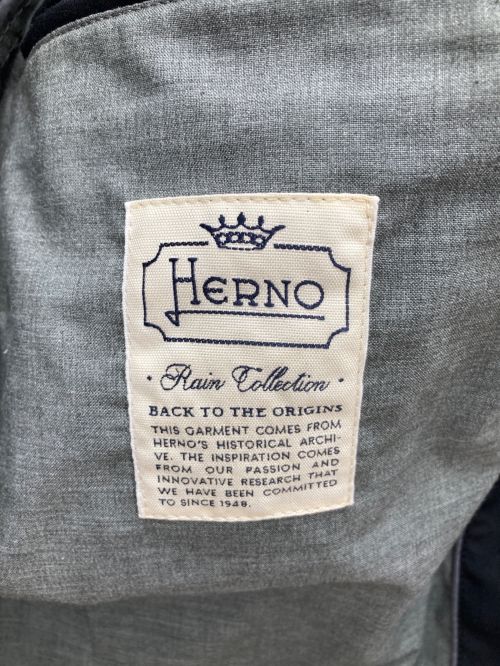 HERNO
· Rain Collection ·
BACK TO THE ORIGINS
THIS GARMENT COMES FROM
HERNO'S HISTORICAL ARCHI-
VE. THE INSPIRATION COMES
FROM OUR PASSION AND
INNOVATIVE RESEARCH THAT
WE HAVE BEEN COMMITTED
TO SINCE 1948.